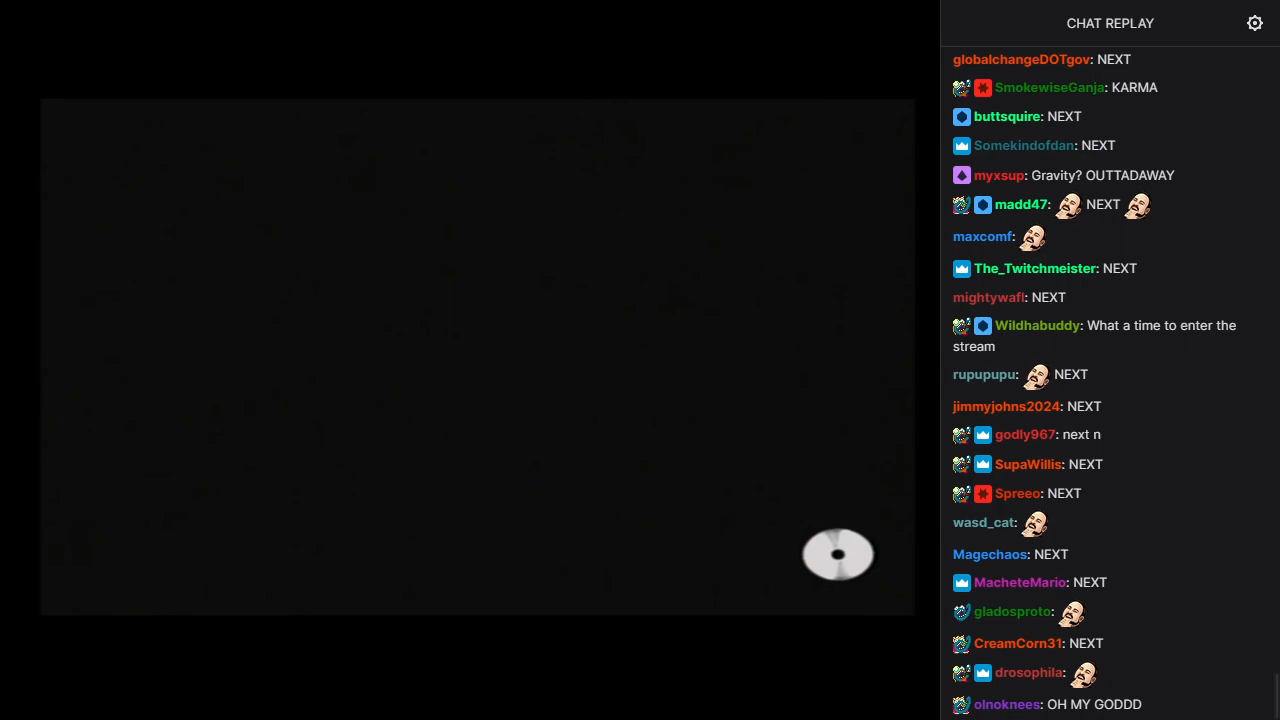 CHAT REPLAY
globalchangeDOTgov: NEXT
SmokewiseGanja: KARMA
buttsquire: NEXT
Somekindofdan: NEXT
myxsup: Gravity? OUTTADAWAY
madd47: NEXT
maxcomf:
The_Twitchmeister: NEXT
mightywafl: NEXT
Wildhabuddy: What a time to enter the
stream
rupupupu: NEXT
jimmyjohns2024: NEXT
godly967: next n
SupaWillis: NEXT
Spreeo: NEXT
wasd_cat:
Magechaos: NEXT
MacheteMario: NEXT
gladosproto:
CreamCorn31: NEXT
drosophila:
olnoknees: OH MY GODDD